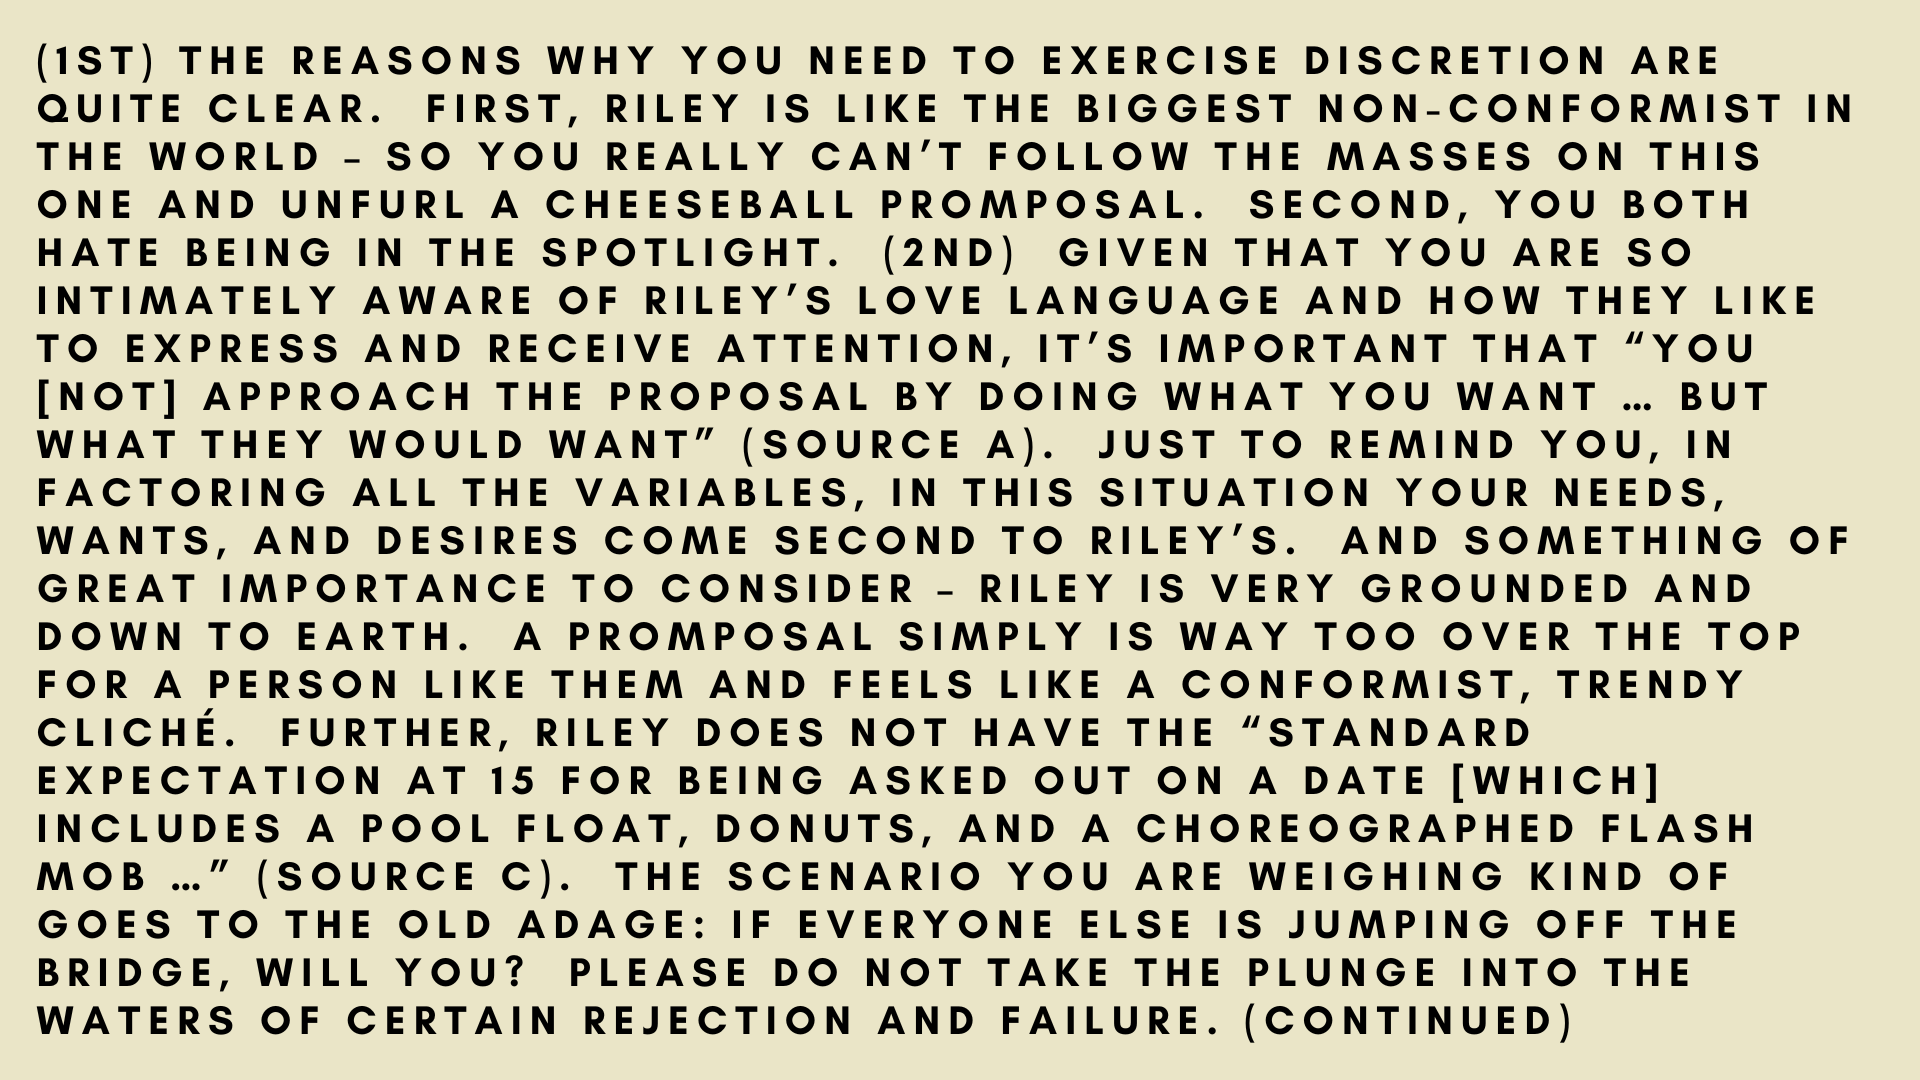 (1ST) THE REASONS WHY YOU NEED TO EXERCISE DISCRETION ARE
QUITE CLEAR.  FIRST, RILEY IS LIKE THE BIGGEST NON-CONFORMIST IN
THE WORLD – SO YOU REALLY CAN'T FOLLOW THE MASSES ON THIS
ONE AND UNFURL A CHEESEBALL PROMPOSAL.  SECOND, YOU BOTH
HATE BEING IN THE SPOTLIGHT.  (2ND)  GIVEN THAT YOU ARE SO
INTIMATELY AWARE OF RILEY'S LOVE LANGUAGE AND HOW THEY LIKE
TO EXPRESS AND RECEIVE ATTENTION, IT'S IMPORTANT THAT “YOU
[NOT] APPROACH THE PROPOSAL BY DOING WHAT YOU WANT … BUT
WHAT THEY WOULD WANT” (SOURCE A).  JUST TO REMIND YOU, IN
FACTORING ALL THE VARIABLES, IN THIS SITUATION YOUR NEEDS,
WANTS, AND DESIRES COME SECOND TO RILEY'S.  AND SOMETHING OF
GREAT IMPORTANCE TO CONSIDER – RILEY IS VERY GROUNDED AND
DOWN TO EARTH.  A PROMPOSAL SIMPLY IS WAY TOO OVER THE TOP
FOR A PERSON LIKE THEM AND FEELS LIKE A CONFORMIST, TRENDY
CLICHÉ.  FURTHER, RILEY DOES NOT HAVE THE “STANDARD
EXPECTATION AT 15 FOR BEING ASKED OUT ON A DATE [WHICH]
INCLUDES A POOL FLOAT, DONUTS, AND A CHOREOGRAPHED FLASH
MOB …” (SOURCE C).  THE SCENARIO YOU ARE WEIGHING KIND OF
GOES TO THE OLD ADAGE: IF EVERYONE ELSE IS JUMPING OFF THE
BRIDGE, WILL YOU?  PLEASE DO NOT TAKE THE PLUNGE INTO THE
WATERS OF CERTAIN REJECTION AND FAILURE. (CONTINUED)